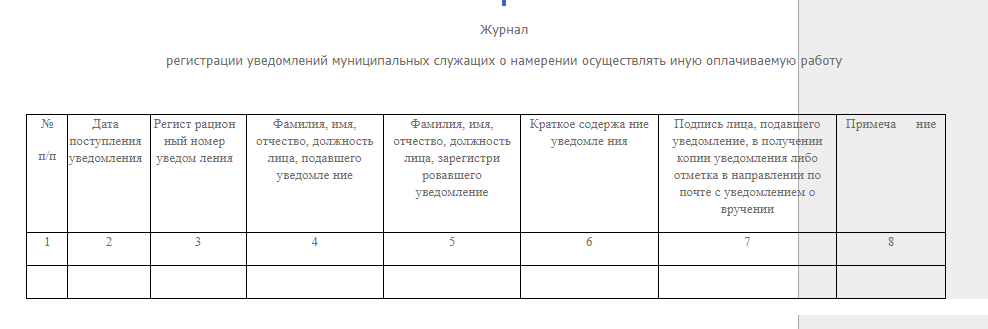 Журнал
регистрации уведомлений муниципальных служащих о намерении осуществлять иную оплачиваемую работу
№
п/п
Дата
поступления
уведомления
Регист рацион
ный номер
уведом ления
Фамилия, имя,
отчество, должность
лица, подавшего
уведомле ние
Фамилия, имя,
отчество, должность
лица, зарегистри
ровавшего
уведомление
Краткое содержа ние
уведомле ния
Подпись лица, подавшего
уведомление, в получении
копии уведомления либо
отметка в направлении по
почте с уведомлением о
вручении
Примеча ние
1 2 3 4 5 6 7 8